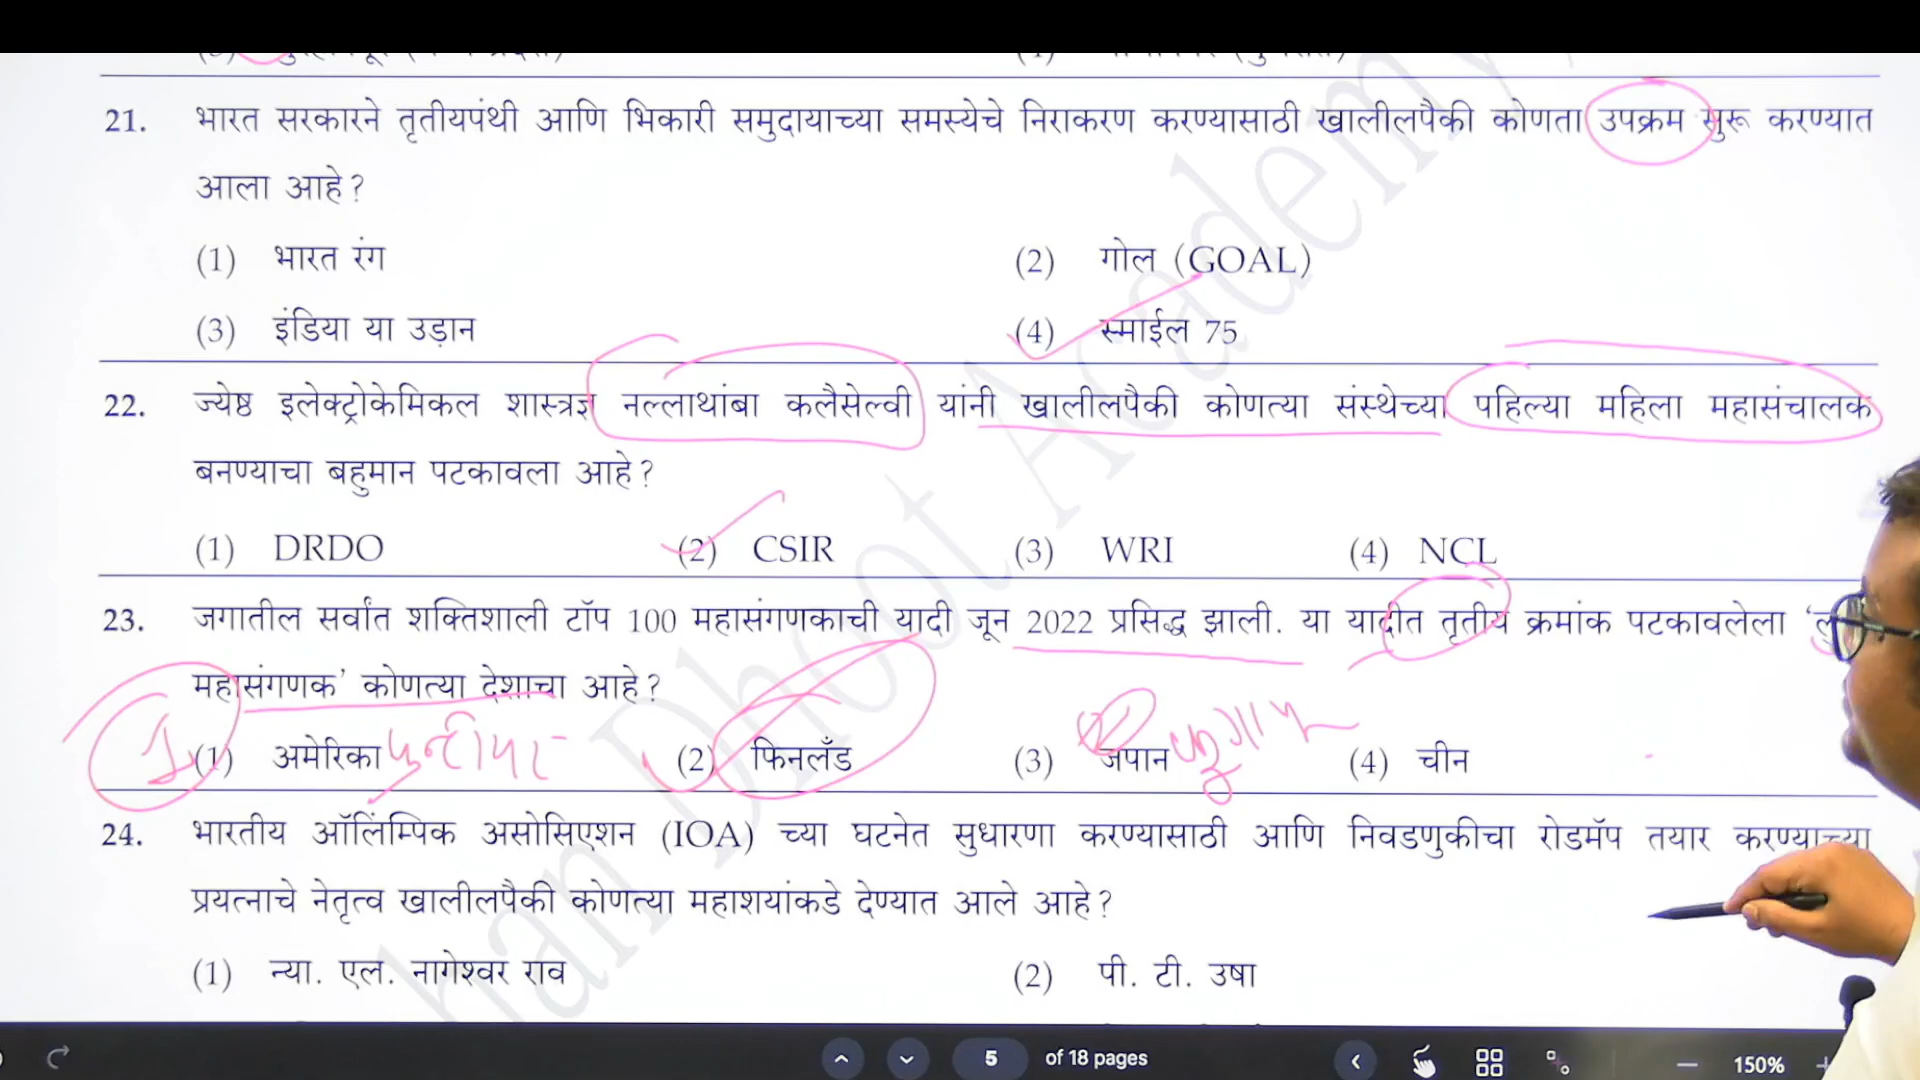 21. भारत सरकारने तृतीयपंथी आणि भिकारी समुदायाच्या समस्येचे निराकरण करण्यासाठी खालीलपैकी कोणता उपक्रम सुरू करण्यात
आला आहे?
(1) भारत रंग (2) गोल (GOAL)
(3) इंडिया या उड़ान (4) स्माईल 75
22. ज्येष्ठ इलेक्ट्रोकेमिकल शास्त्रज्ञ नल्लाथांबा कलैसेल्वी यांनी खालीलपैकी कोणत्या संस्थेच्या पहिल्या महिला महासंचालक
बनण्याचा बहुमान पटकावला आहे?
(1) DRDO (2) CSIR (3) WRI (4) NCL
23. जगातील सर्वांत शक्तिशाली टॉप 100 महासंगणकाची यादी जून 2022 प्रसिद्ध झाली. या यादीत तृतीय क्रमांक पटकावलेला
महासंगणक' कोणत्या देशाचा आहे?
(1) अमेरिका (2) फिनलँड (3) जपान (4) चीन
24. भारतीय ऑलिंम्पिक असोसिएशन (IOA) च्या घटनेत सुधारणा करण्यासाठी आणि निवडणुकीचा रोडमॅप तयार करण्याच्या
प्रयत्नाचे नेतृत्व खालीलपैकी कोणत्या महाशयांकडे देण्यात आले आहे?
(1) न्या. एल. नागेश्वर राव (2) पी. टी. उषा
han Dhoot Academy
5 of 18 pages 150%